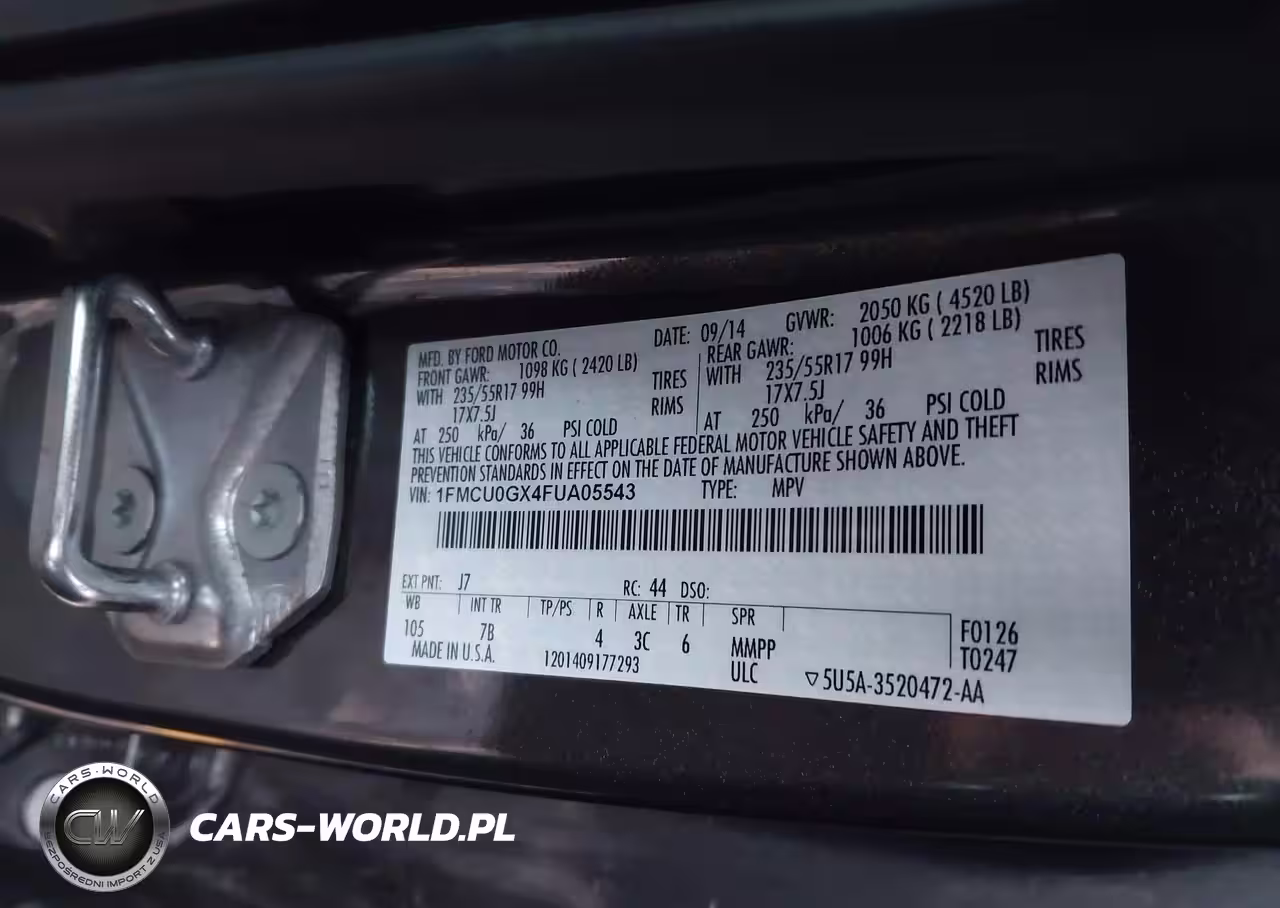 MFD. BY FORD MOTOR CO.
DATE: 09/14 GVWR: 2050 KG ( 4520 LB)
FRONT GAWR: 1098 KG ( 2420 LB)
WITH 235/55R17 99H TIRES
17X7.5J RIMS
AT 250 kPa/ 36 PSI COLD
REAR GAWR: 1006 KG ( 2218 LB)
WITH 235/55R17 99H TIRES
17X7.5J RIMS
AT 250 kPa/ 36 PSI COLD
THIS VEHICLE CONFORMS TO ALL APPLICABLE FEDERAL MOTOR VEHICLE SAFETY AND THEFT
PREVENTION STANDARDS IN EFFECT ON THE DATE OF MANUFACTURE SHOWN ABOVE.
VIN: 1FMCU0GX4FUA05543 TYPE: MPV
EXT PNT: J7 RC: 44 DSO:
WB INT TR TP/PS R AXLE TR SPR
105 7B 4 3C 6 MMPP F0126
MADE IN U.S.A. 1201409177293 ULC T0247
▽5U5A-3520472-AA
CARS-WORLD
CW
BEZPOŚREDNI IMPORT Z USA
CARS-WORLD.PL